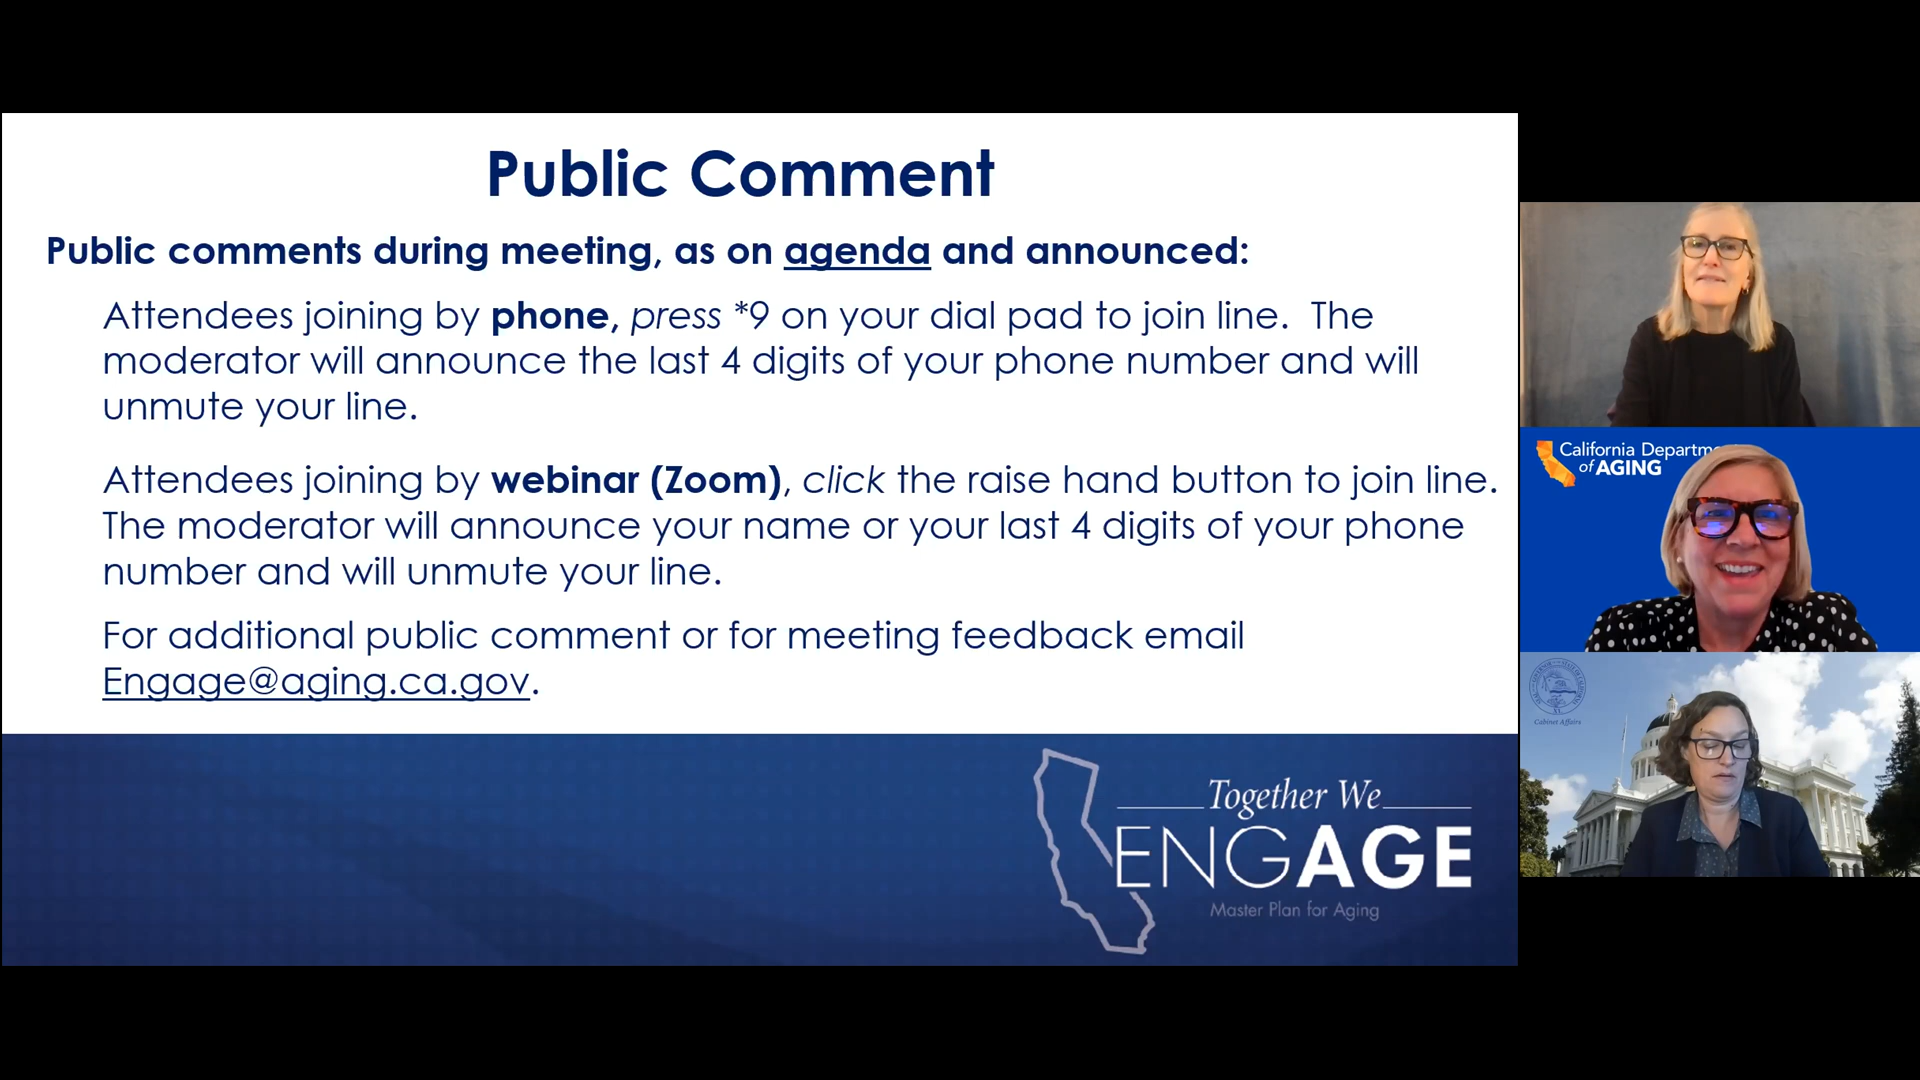 Public Comment
Public comments during meeting, as on agenda and announced:
Attendees joining by phone, press *9 on your dial pad to join line.  The
moderator will announce the last 4 digits of your phone number and will
unmute your line.
Attendees joining by webinar (Zoom), click the raise hand button to join line.
The moderator will announce your name or your last 4 digits of your phone
number and will unmute your line.
For additional public comment or for meeting feedback email
Engage@aging.ca.gov.
Together We
ENGAGE
Master Plan for Aging
California
of AGING
Cabinet Affairs